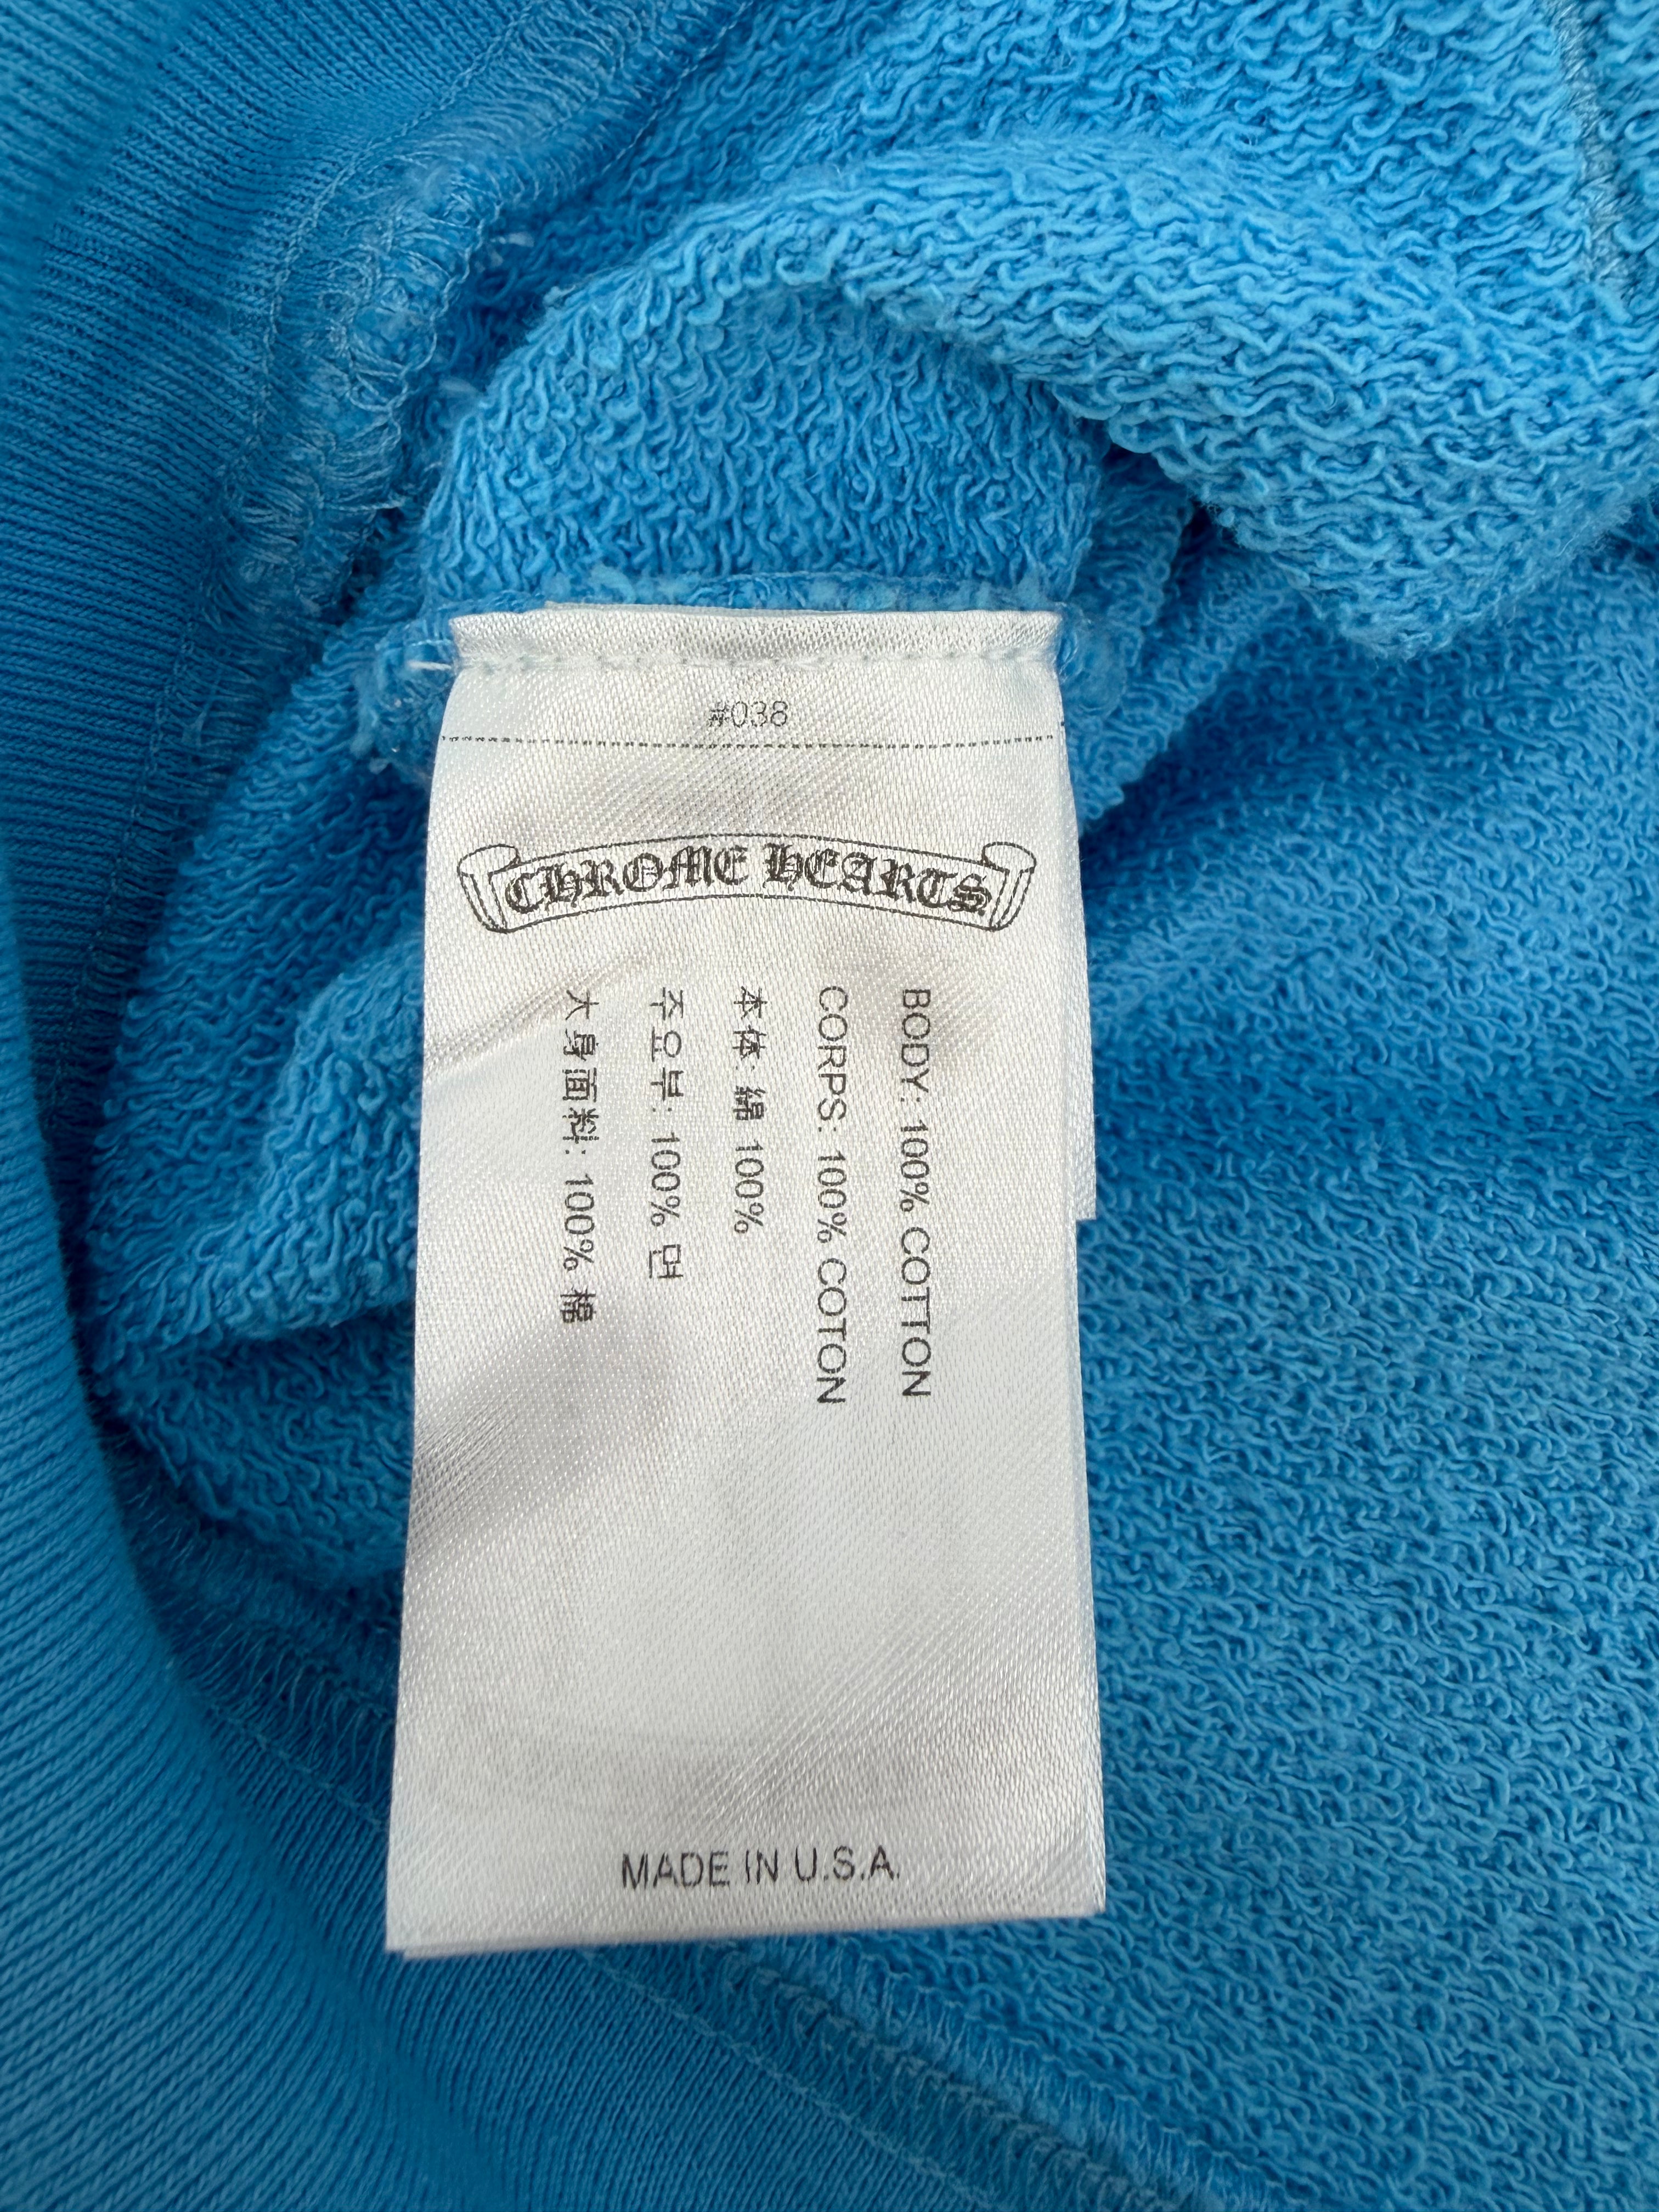 #038
CHROME HEARTS
BODY: 100% COTTON
CORPS: 100% COTON
本体: 綿 100%
주요부: 100% 면
大身面料: 100% 棉
MADE IN U.S.A.